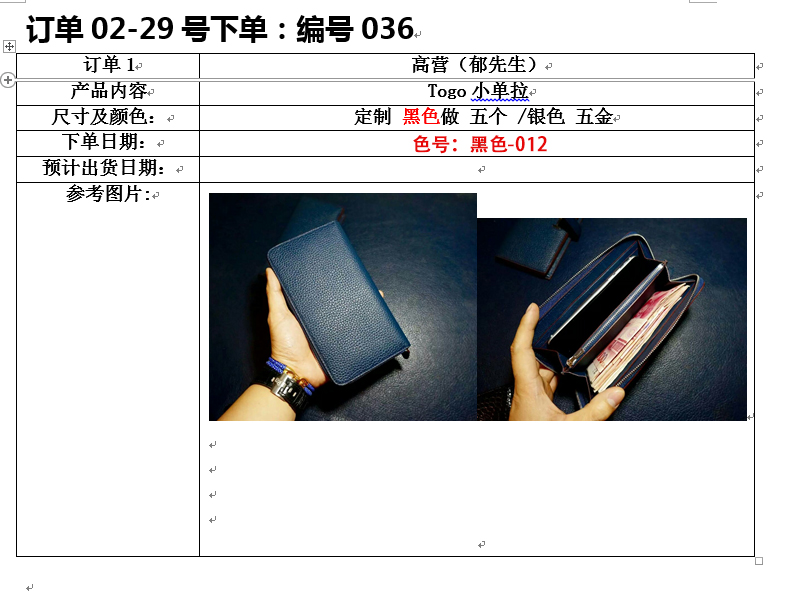 订单 02-29 号下单：编号 036
订单 1
高营（郁先生）
产品内容
Togo 小单拉
尺寸及颜色：
定制 黑色做 五个 /银色 五金
下单日期：
色号：黑色-012
预计出货日期：
参考图片: